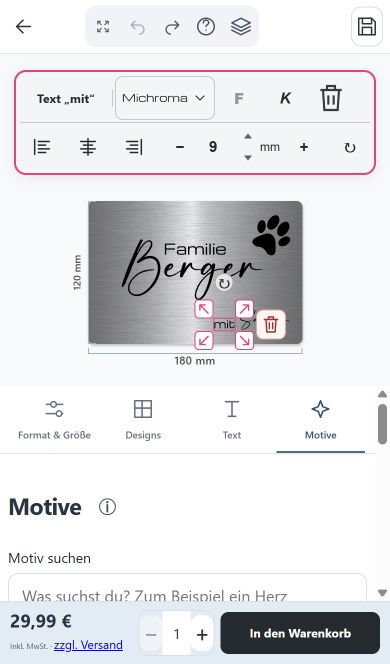 Text „mit“ Michroma F K
− 9 mm +
120 mm
Familie
Berger
mit
180 mm
Format & Größe Designs Text Motive
Motive
Motiv suchen
Was suchst du? Zum Beispiel ein Herz
29,99 €
Inkl. MwSt. · zzgl. Versand
− 1 +
In den Warenkorb